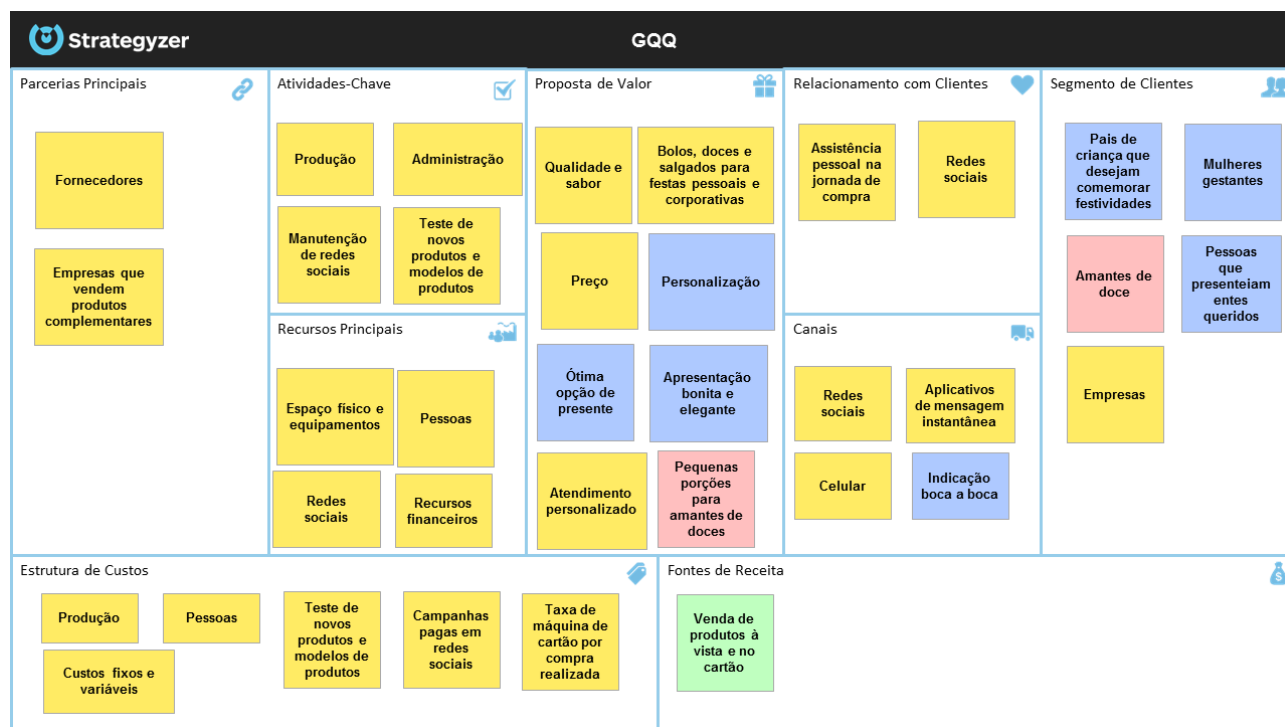 Strategyzer
GQQ
Parcerias Principais
Fornecedores
Empresas que
vendem
produtos
complementares
Atividades-Chave
Produção
Administração
Manutenção
de redes
sociais
Teste de
novos
produtos e
modelos de
produtos
Recursos Principais
Espaço físico e
equipamentos
Pessoas
Redes
sociais
Recursos
financeiros
Proposta de Valor
Qualidade e
sabor
Bolos, doces e
salgados para
festas pessoais e
corporativas
Preço
Personalização
Ótima
opção de
presente
Apresentação
bonita e
elegante
Atendimento
personalizado
Pequenas
porções
para
amantes de
doces
Relacionamento com Clientes
Assistência
pessoal na
jornada de
compra
Redes
sociais
Canais
Redes
sociais
Aplicativos
de mensagem
instantânea
Celular
Indicação
boca a boca
Segmento de Clientes
Pais de
criança que
desejam
comemorar
festividades
Mulheres
gestantes
Amantes de
doce
Pessoas
que
presenteiam
entes
queridos
Empresas
Estrutura de Custos
Produção
Pessoas
Custos fixos e
variáveis
Teste de
novos
produtos e
modelos de
produtos
Campanhas
pagas em
redes
sociais
Taxa de
máquina de
cartão por
compra
realizada
Fontes de Receita
$
Venda de
produtos à
vista e no
cartão